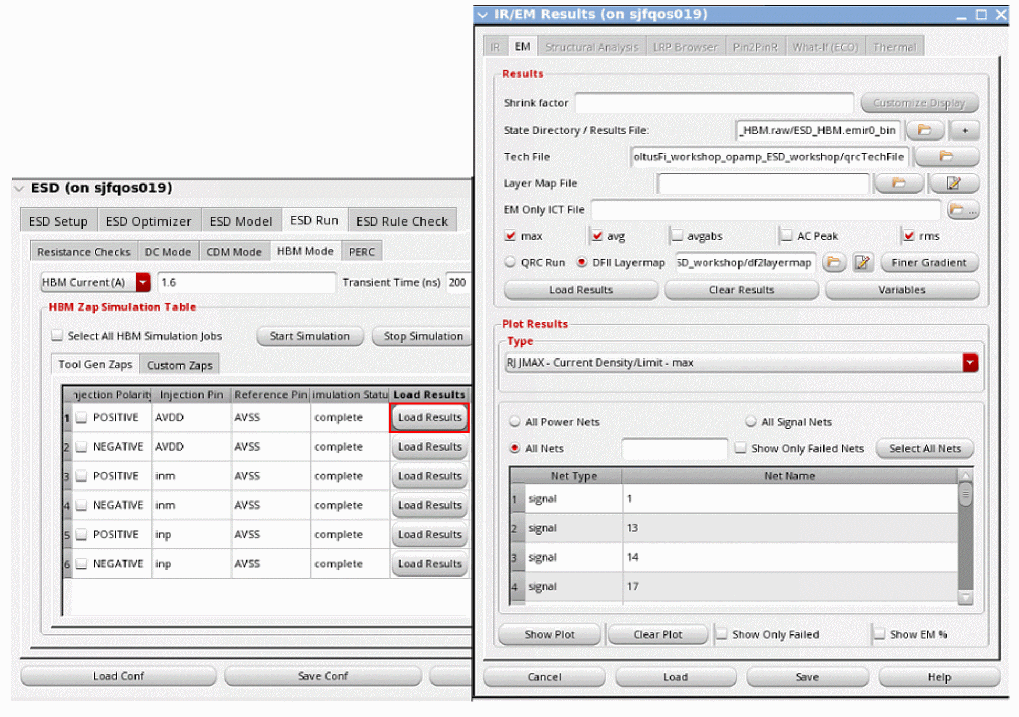 ESD (on sjfqos019)
ESD Setup ESD Optimizer ESD Model ESD Run ESD Rule Check
Resistance Checks DC Mode CDM Mode HBM Mode PERC
HBM Current (A) 1.6 Transient Time (ns) 200
HBM Zap Simulation Table
Select All HBM Simulation Jobs Start Simulation Stop Simulation
Tool Gen Zaps Custom Zaps
njection Polarity Injection Pin Reference Pin imulation Statu Load Results
1 POSITIVE AVDD AVSS complete Load Results
2 NEGATIVE AVDD AVSS complete Load Results
3 POSITIVE inm AVSS complete Load Results
4 NEGATIVE inm AVSS complete Load Results
5 POSITIVE inp AVSS complete Load Results
6 NEGATIVE inp AVSS complete Load Results
Load Conf Save Conf
IR/EM Results (on sjfqos019)
IR EM Structural Analysis LRP Browser Pin2PinR What-If (ECO) Thermal
Results
Shrink factor Customize Display
State Directory / Results File: _HBM.raw/ESD_HBM.emir0_bin +
Tech File oltusFi_workshop_opamp_ESD_workshop/qrcTechFile
Layer Map File
EM Only ICT File ...
max avg avgabs AC Peak rms
QRC Run DFII Layermap SD_workshop/df2layermap Finer Gradient
Load Results Clear Results Variables
Plot Results
Type
RJ JMAX - Current Density/Limit - max
All Power Nets All Signal Nets
All Nets Show Only Failed Nets Select All Nets
Net Type Net Name
1 signal 1
2 signal 13
3 signal 14
4 signal 17
Show Plot Clear Plot Show Only Failed Show EM %
Cancel Load Save Help